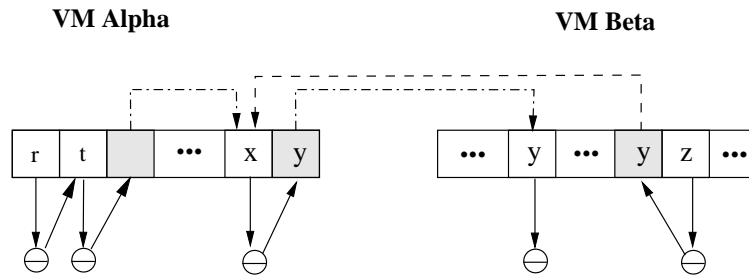 VM Alpha VM Beta
r t ••• x y ••• y ••• y z •••